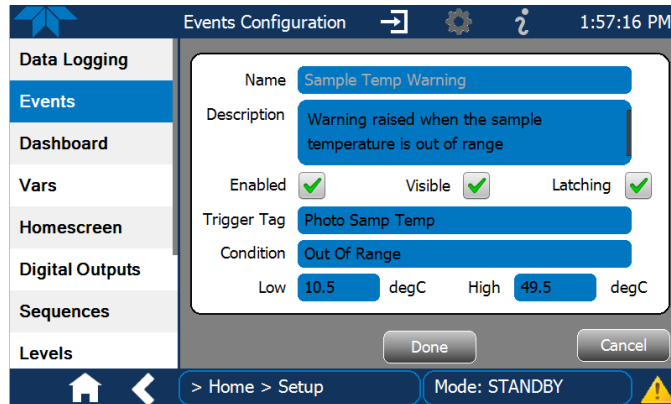 Events Configuration
1:57:16 PM
Data Logging
Events
Dashboard
Vars
Homescreen
Digital Outputs
Sequences
Levels
Name Sample Temp Warning
Description Warning raised when the sample
temperature is out of range
Enabled Visible Latching
Trigger Tag Photo Samp Temp
Condition Out Of Range
Low 10.5 degC High 49.5 degC
Done Cancel
> Home > Setup Mode: STANDBY